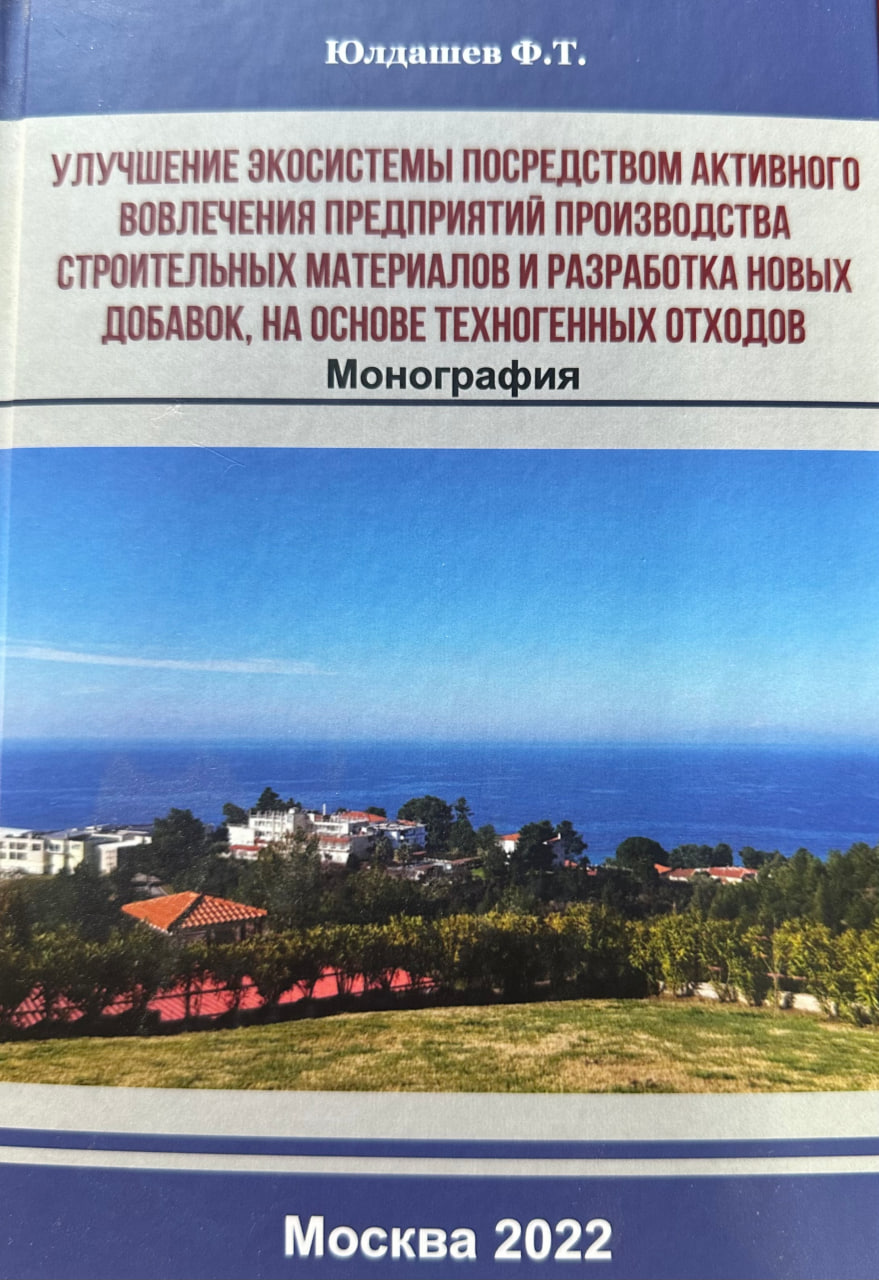 Юлдашев Ф.Т.
УЛУЧШЕНИЕ ЭКОСИСТЕМЫ ПОСРЕДСТВОМ АКТИВНОГО
ВОВЛЕЧЕНИЯ ПРЕДПРИЯТИЙ ПРОИЗВОДСТВА
СТРОИТЕЛЬНЫХ МАТЕРИАЛОВ И РАЗРАБОТКА НОВЫХ
ДОБАВОК, НА ОСНОВЕ ТЕХНОГЕННЫХ ОТХОДОВ
Монография
Москва 2022